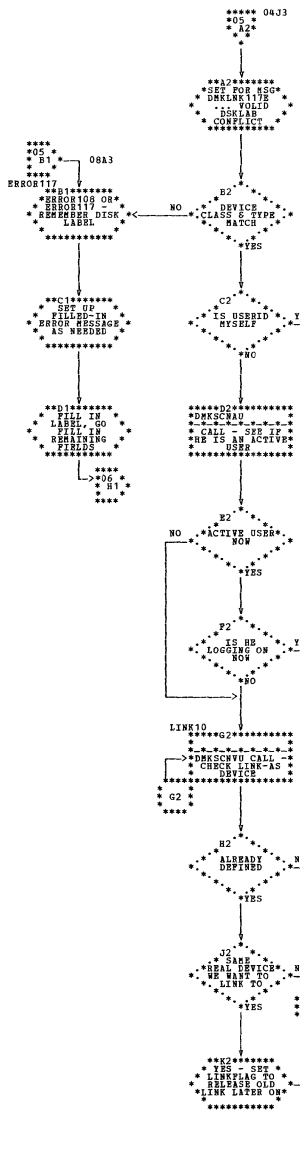 04J3
*05 *
* A2*
A2
*SET FOR MSG*
DMKLNK117E
... VOLID
DSKLAB
CONFLICT
*05 *
* B1 *
08A3
ERROR117
B1
*ERROR108 OR*
ERROR117 -
REMEMBER DISK
LABEL
NO
B2
DEVICE
CLASS & TYPE
MATCH
*YES
C1
SET UP
FILLED-IN
ERROR MESSAGE
AS NEEDED
C2
IS USERID
MYSELF
Y
*NO
D1
FILL IN
LABEL, GO
FILL IN
REMAINING
FIELDS
*06 *
* H1 *
D2
*DMKSCNAU
CALL - SEE IF
*HE IS AN ACTIVE*
USER
NO
E2
*ACTIVE USER*
NOW
*YES
F2
IS HE
LOGGING ON
NOW
Y
*NO
LINK10
G2
*DMKSCNVU CALL -*
CHECK LINK-AS
DEVICE
* G2 *
H2
ALREADY
DEFINED
N
*YES
J2
SAME
*REAL DEVICE*
WE WANT TO
LINK TO
N
*YES
K2
* YES - SET *
LINKFLAG TO
RELEASE OLD
*LINK LATER ON*